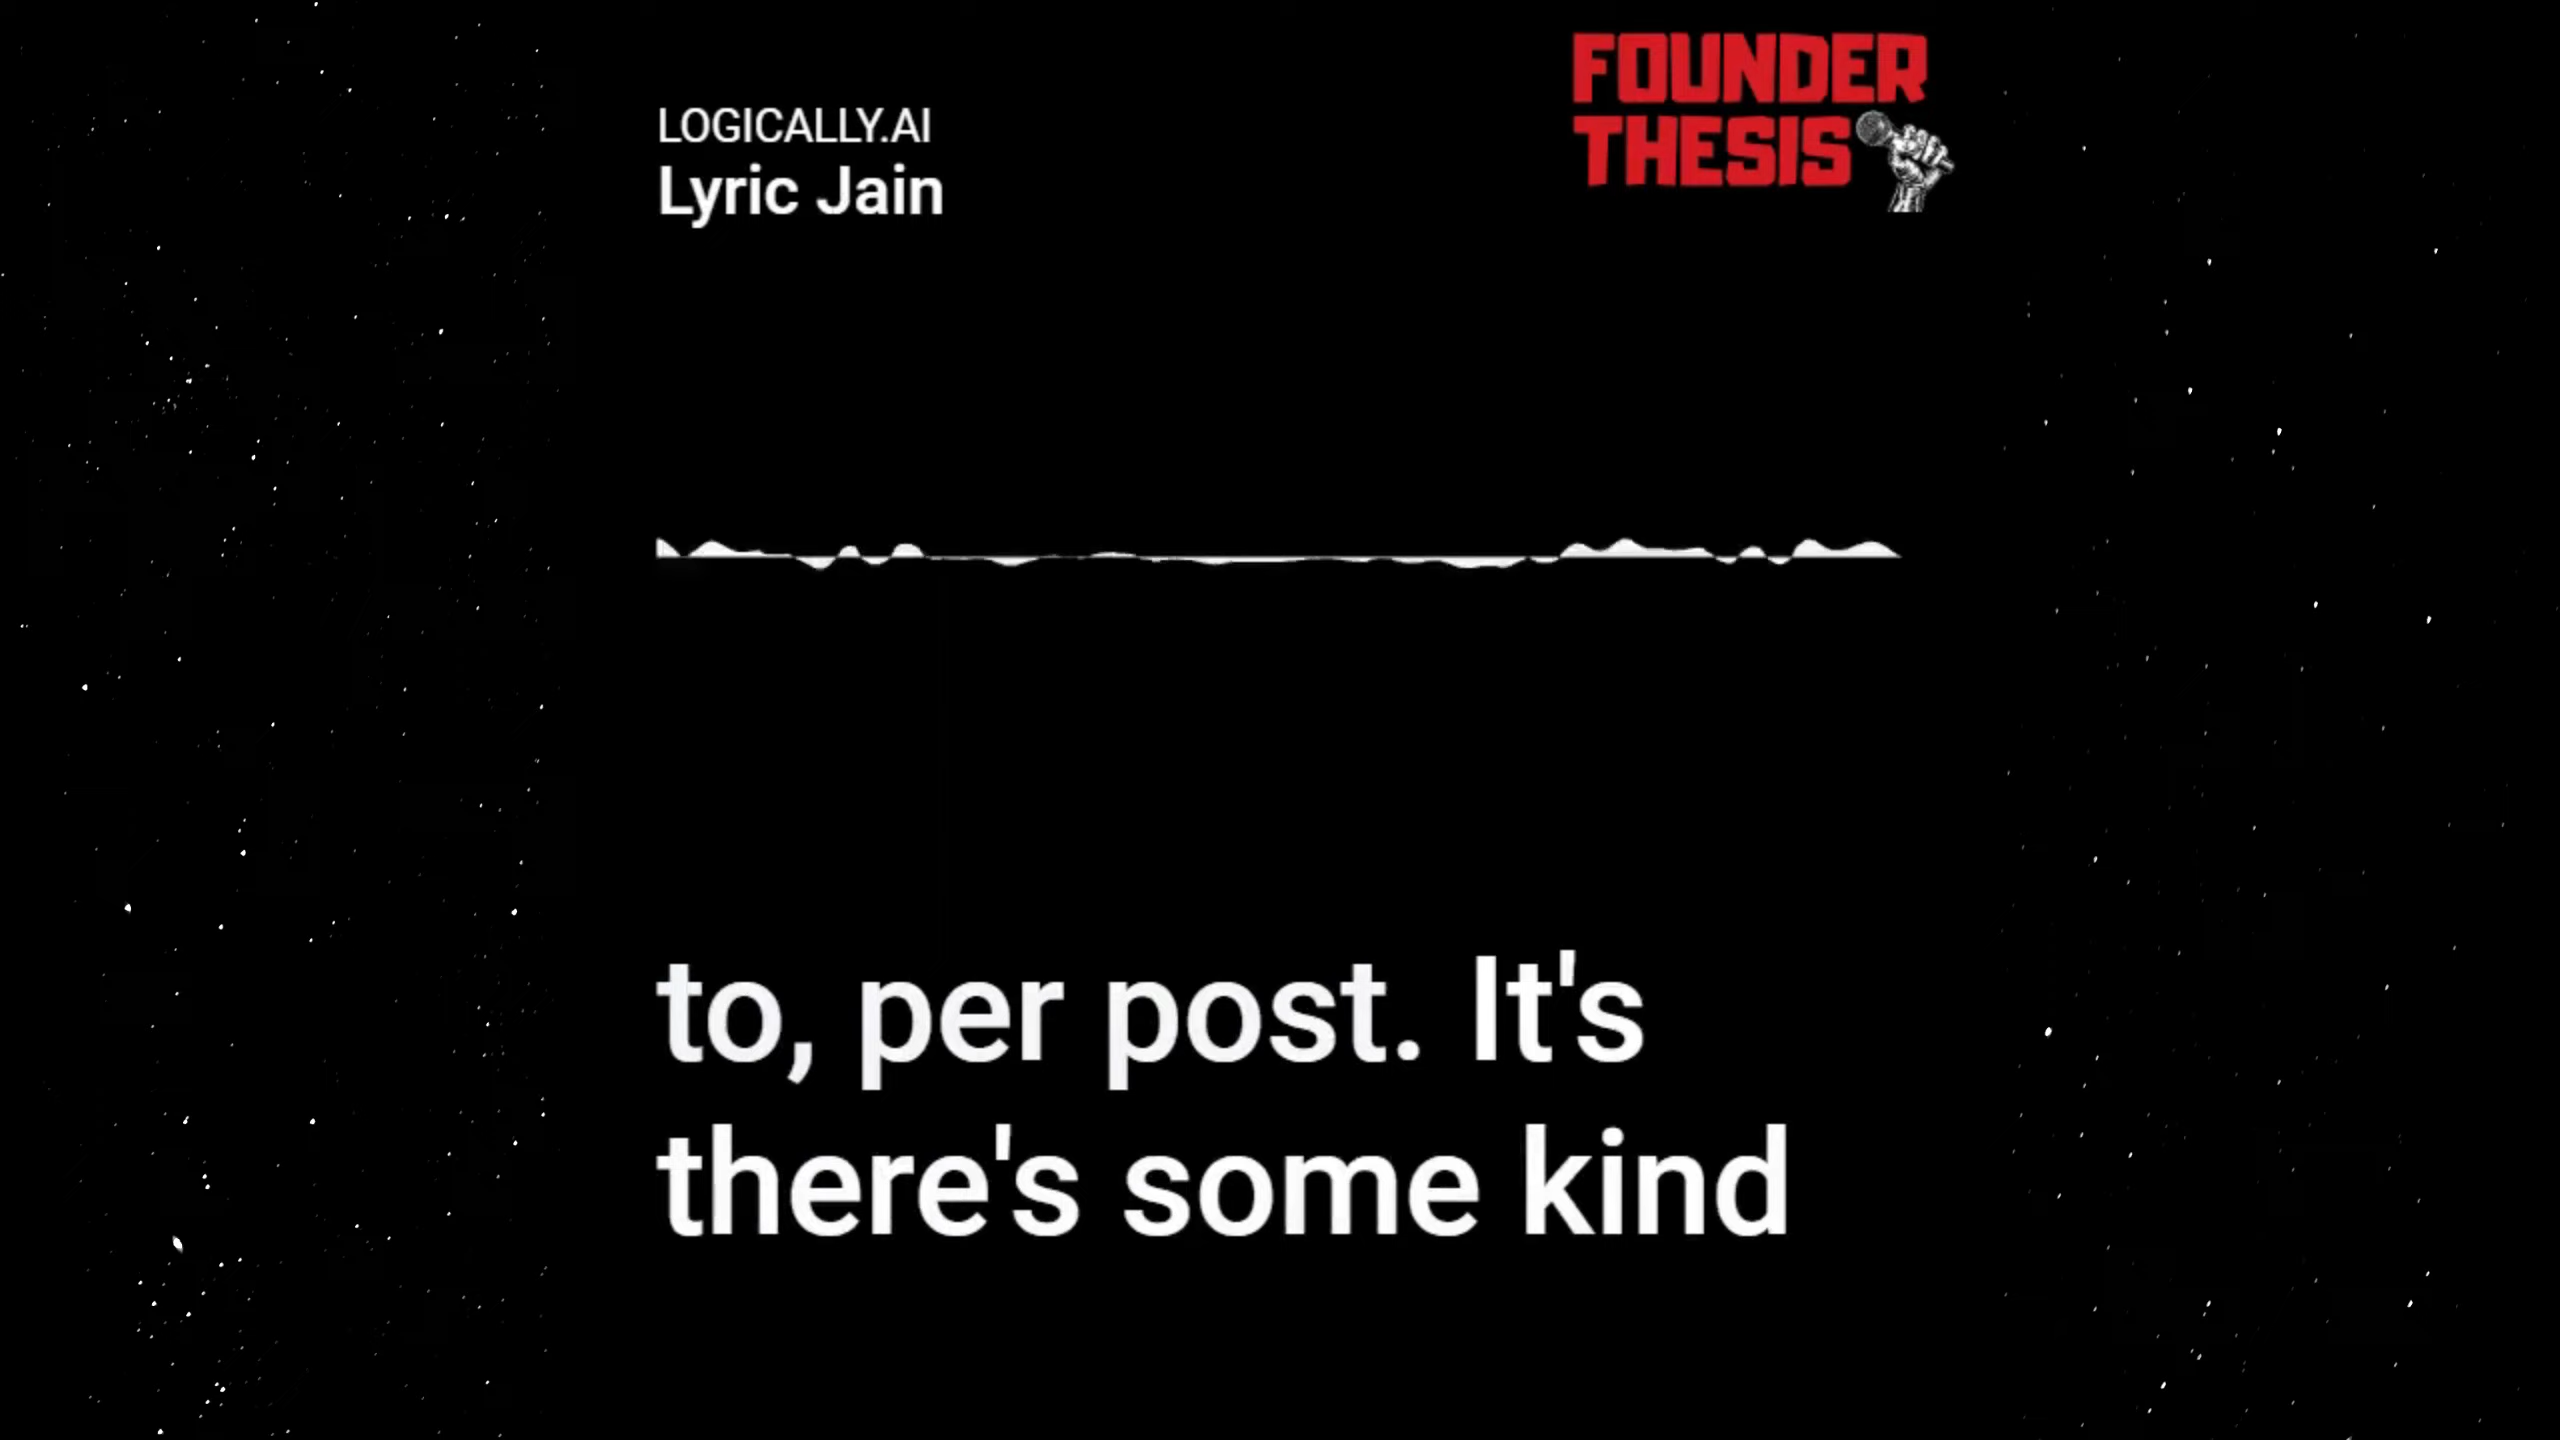 LOGICALLY.AI
Lyric Jain
FOUNDER
THESIS
to, per post. It's
there's some kind